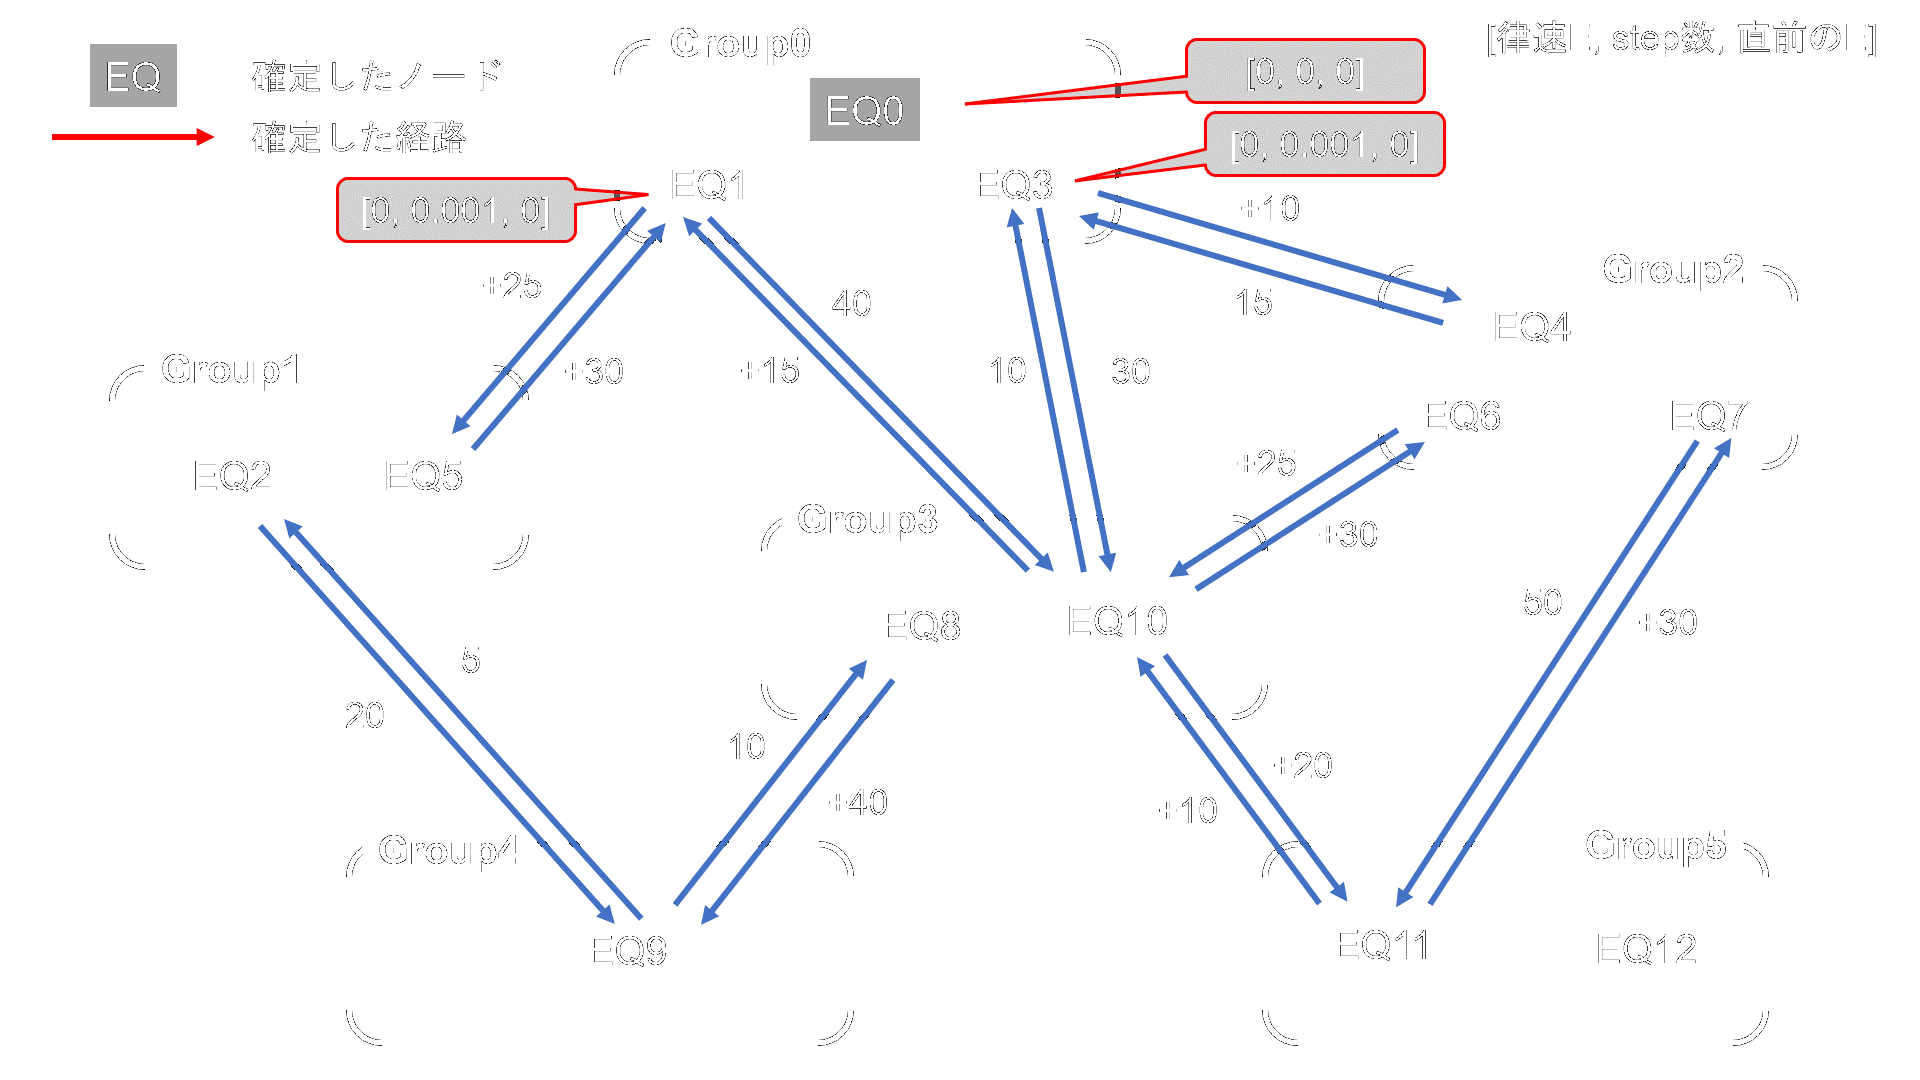 [律速E, step数, 直前のE]
EQ 確定したノード
確定した経路
Group0
EQ0
[0, 0, 0]
[0, 0.001, 0]
EQ1
EQ3
[0, 0.001, 0]
+10
15
+25
+30
40
+15
10
30
Group2
EQ4
EQ6
EQ7
Group1
EQ2
EQ5
+25
+30
Group3
EQ8
EQ10
50
+30
5
20
10
+40
+20
+10
Group4
EQ9
Group5
EQ11
EQ12